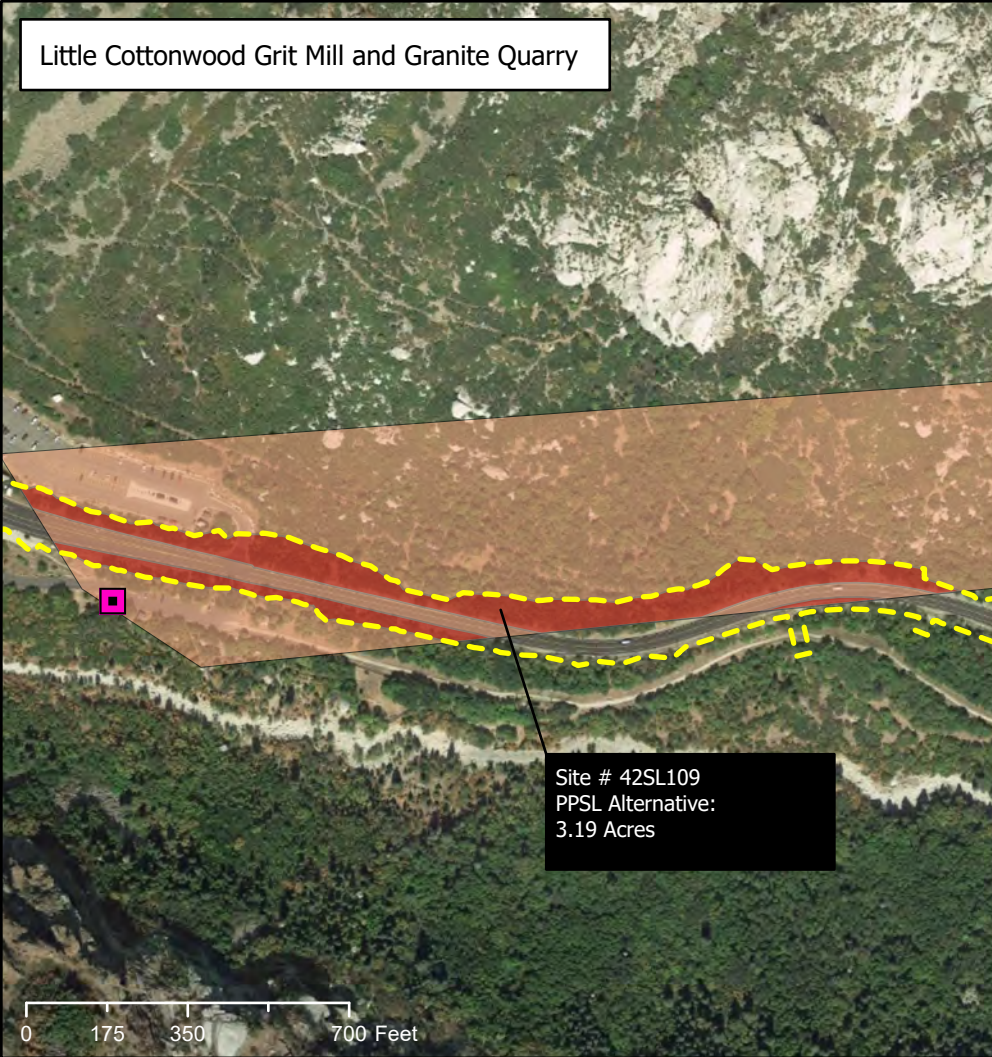 Little Cottonwood Grit Mill and Granite Quarry
Site # 42SL109
PPSL Alternative:
3.19 Acres
0 175 350 700 Feet